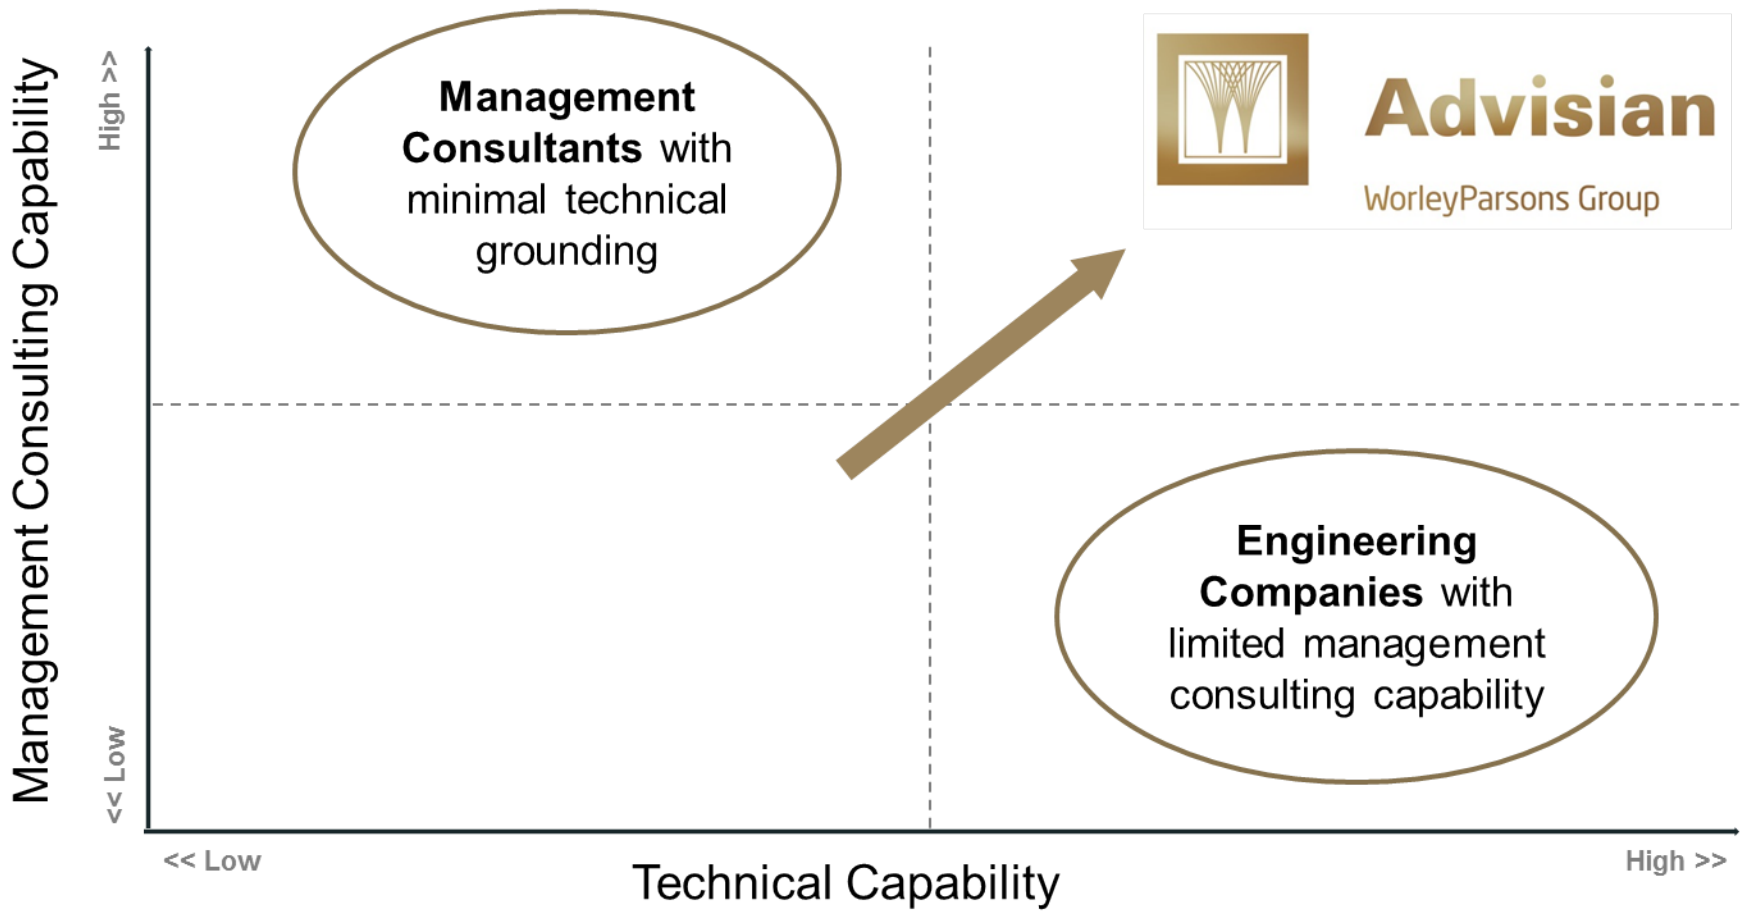 Management Consulting Capability
High >>
<< Low
Management
Consultants with
minimal technical
grounding
Advisian
WorleyParsons Group
Engineering
Companies with
limited management
consulting capability
<< Low
Technical Capability
High >>